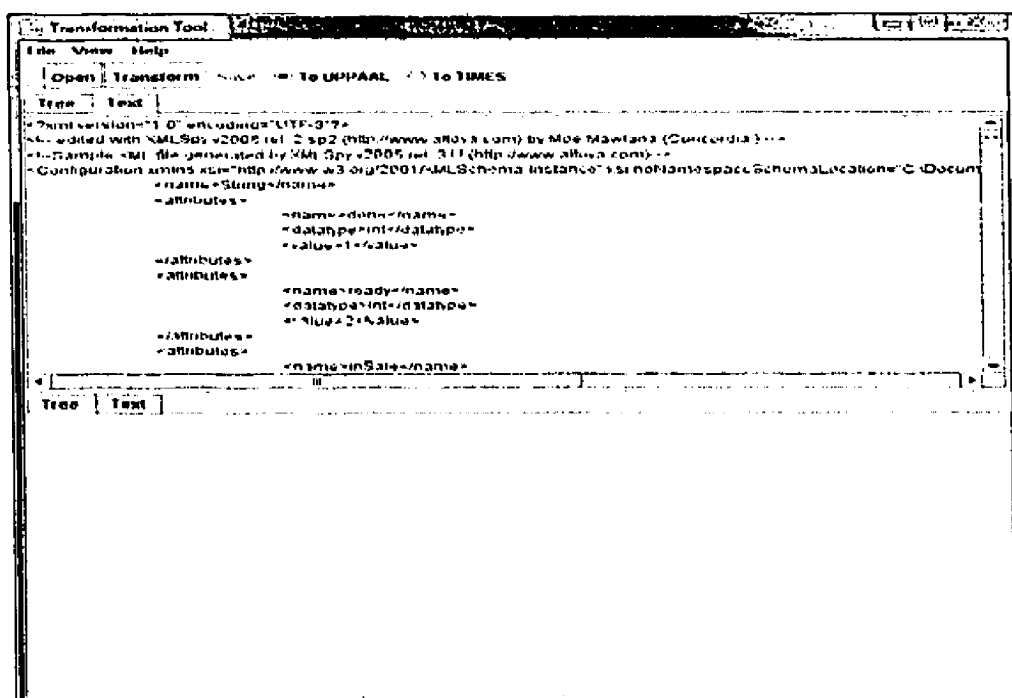 Transformation Tool
File View Help
Open Transform Save To UPPAAL To TIMES
Tree Text
<?xml version="1.0" encoding="UTF-8"?>
<!-- edited with XMLSpy v2005 rel. 2 sp2 (http://www.altova.com) by Moe Mawlana (Concordia ) -->
<!--Sample XML file generated by XMLSpy v2005 rel. 3 U (http://www.altova.com)-->
<Configuration xmlns:xsi="http://www.w3.org/2001/XMLSchema-instance" xsi:noNamespaceSchemaLocation="C:\Docum
<name>String</name>
<attributes>
<name>done</name>
<datatype>int</datatype>
<value>1</value>
</attributes>
<attributes>
<name>ready</name>
<datatype>int</datatype>
<value>2</value>
</attributes>
<attributes>
<name>inSale</name>
Tree Text